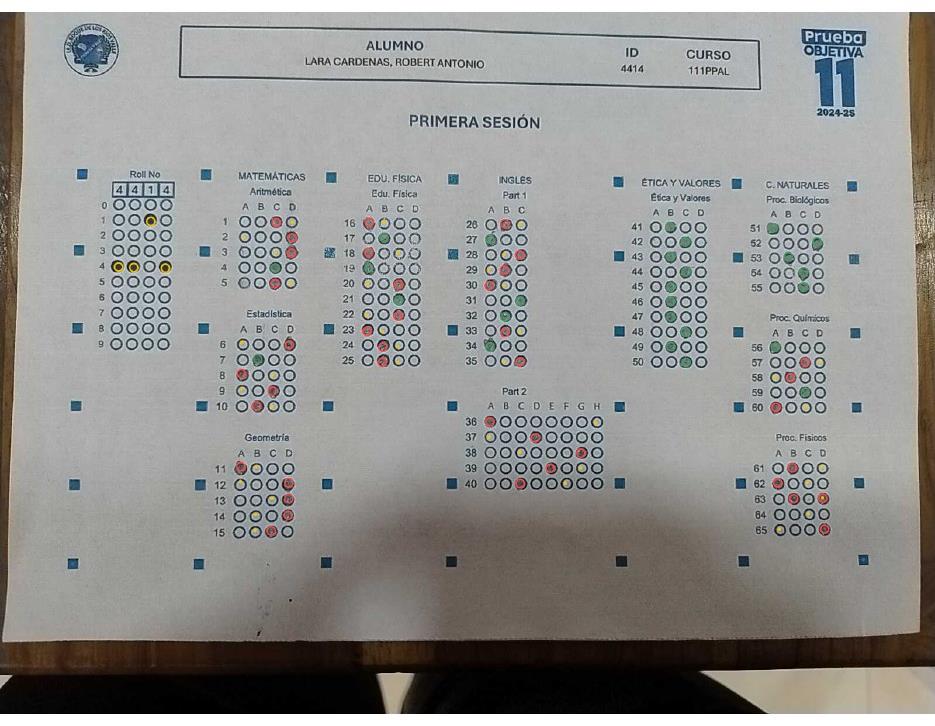 I.E.D. ROQUE DE LOS RIOS VALLE
ALUMNO ID CURSO
LARA CARDENAS, ROBERT ANTONIO 4414 111PPAL
Prueba
OBJETIVA
11
2024-25
PRIMERA SESIÓN
Roll No
4 4 1 4
0
1
2
3
4
5
6
7
8
9
MATEMÁTICAS
Aritmética
A B C D
1
2
3
4
5
Estadística
A B C D
6
7
8
9
10
Geometría
A B C D
11
12
13
14
15
EDU. FÍSICA
Edu. Física
A B C D
16
17
18
19
20
21
22
23
24
25
INGLÉS
Part 1
A B C D
26
27
28
29
30
31
32
33
34
35
Part 2
A B C D E F G H
36
37
38
39
40
ÉTICA Y VALORES
Ética y Valores
A B C D
41
42
43
44
45
46
47
48
49
50
C. NATURALES
Proc. Biológicos
A B C D
51
52
53
54
55
Proc. Químicos
A B C D
56
57
58
59
60
Proc. Físicos
A B C D
61
62
63
64
65